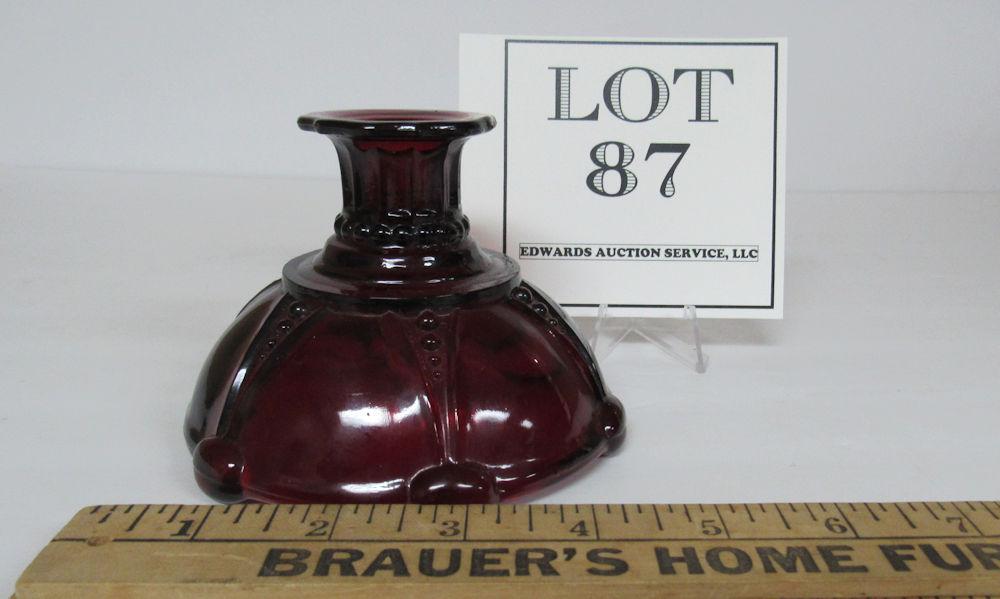 LOT
87
EDWARDS AUCTION SERVICE, LLC
1 2 3 4 5 6 7
BRAUER'S HOME FUR